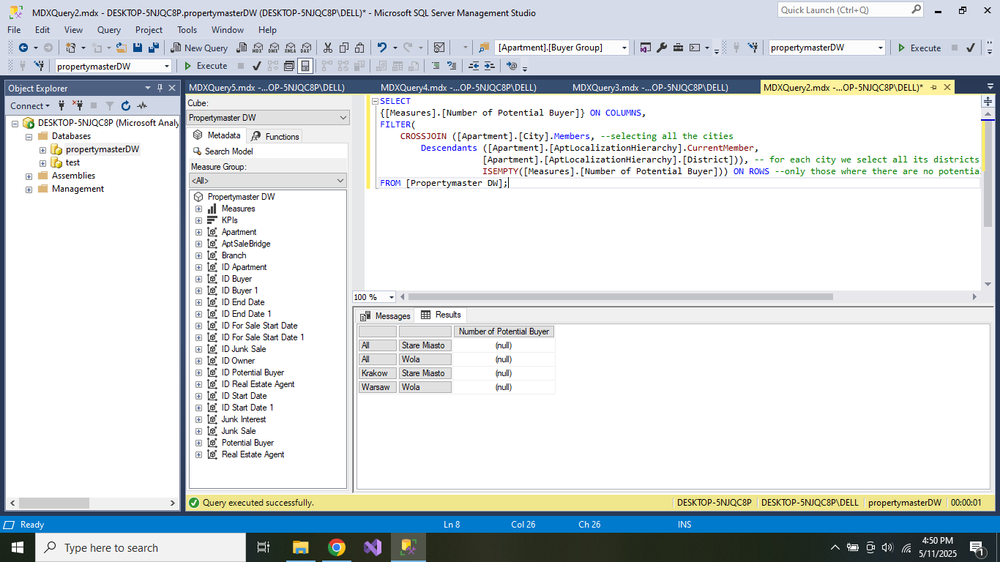 MDXQuery2.mdx - DESKTOP-5NJQC8P.propertymasterDW (DESKTOP-5NJQC8P\DELL)* - Microsoft SQL Server Management Studio
Quick Launch (Ctrl+Q)
File Edit View Query Project Tools Window Help
New Query
MDX DMX XMLA DAX
[Apartment].[Buyer Group]
propertymasterDW
Execute
propertymasterDW
Execute
Object Explorer
Connect
DESKTOP-5NJQC8P (Microsoft Analy
Databases
propertymasterDW
test
Assemblies
Management
MDXQuery5.mdx -...OP-5NJQC8P\DELL)
MDXQuery4.mdx -...OP-5NJQC8P\DELL)
MDXQuery3.mdx -...OP-5NJQC8P\DELL)
MDXQuery2.mdx -...OP-5NJQC8P\DELL)*
Cube:
Propertymaster DW
Metadata
Functions
Search Model
Measure Group:
<All>
Propertymaster DW
Measures
KPIs
Apartment
AptSaleBridge
Branch
ID Apartment
ID Buyer
ID Buyer 1
ID End Date
ID End Date 1
ID For Sale Start Date
ID For Sale Start Date 1
ID Junk Sale
ID Owner
ID Potential Buyer
ID Real Estate Agent
ID Start Date
ID Start Date 1
Junk Interest
Junk Sale
Potential Buyer
Real Estate Agent
SELECT
{[Measures].[Number of Potential Buyer]} ON COLUMNS,
FILTER(
CROSSJOIN ([Apartment].[City].Members, --selecting all the cities
Descendants ([Apartment].[AptLocalizationHierarchy].CurrentMember,
[Apartment].[AptLocalizationHierarchy].[District])), -- for each city we select all its districts
ISEMPTY([Measures].[Number of Potential Buyer])) ON ROWS --only those where there are no potentia
FROM [Propertymaster DW];
100 %
Messages
Results
Number of Potential Buyer
All Stare Miasto (null)
All Wola (null)
Krakow Stare Miasto (null)
Warsaw Wola (null)
Query executed successfully.
DESKTOP-5NJQC8P
DESKTOP-5NJQC8P\DELL
propertymasterDW
00:00:01
Ready
Ln 8
Col 26
Ch 26
INS
Type here to search
4:50 PM
5/11/2025
1